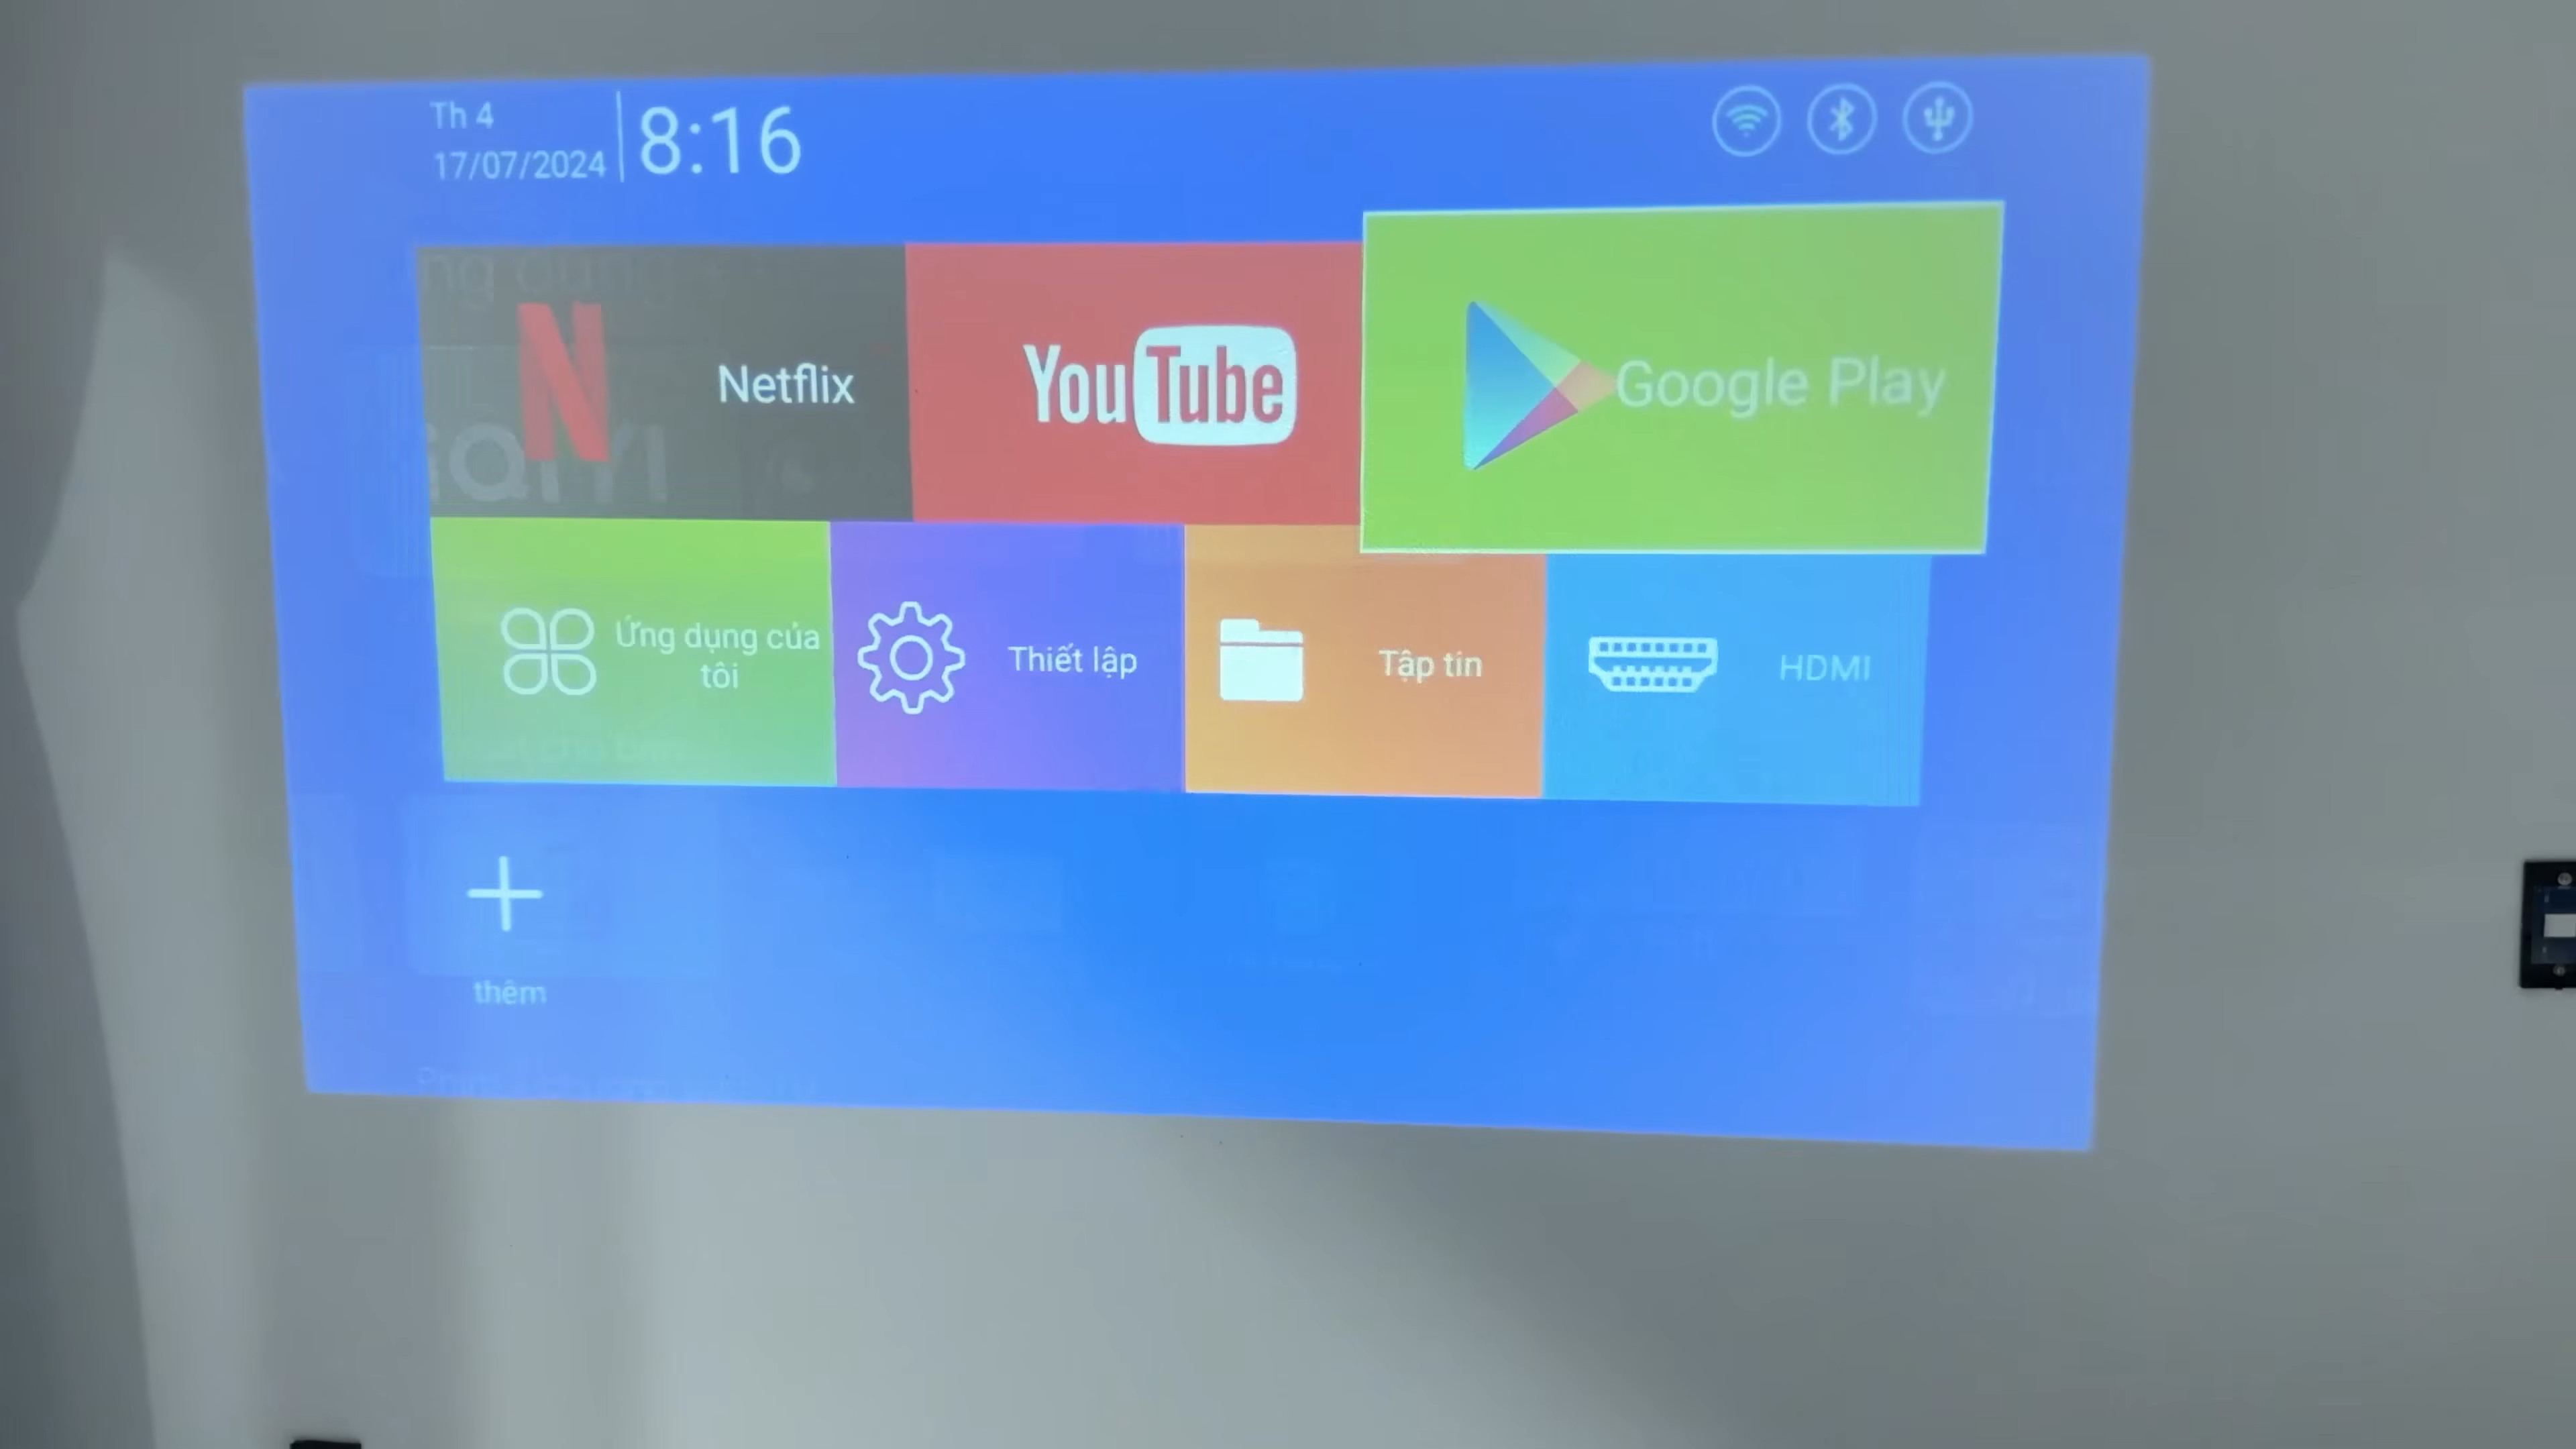 Th 4
17/07/2024
8:16
Netflix
YouTube
Google Play
Ứng dụng của
tôi
Thiết lập
Tập tin
HDMI
thêm